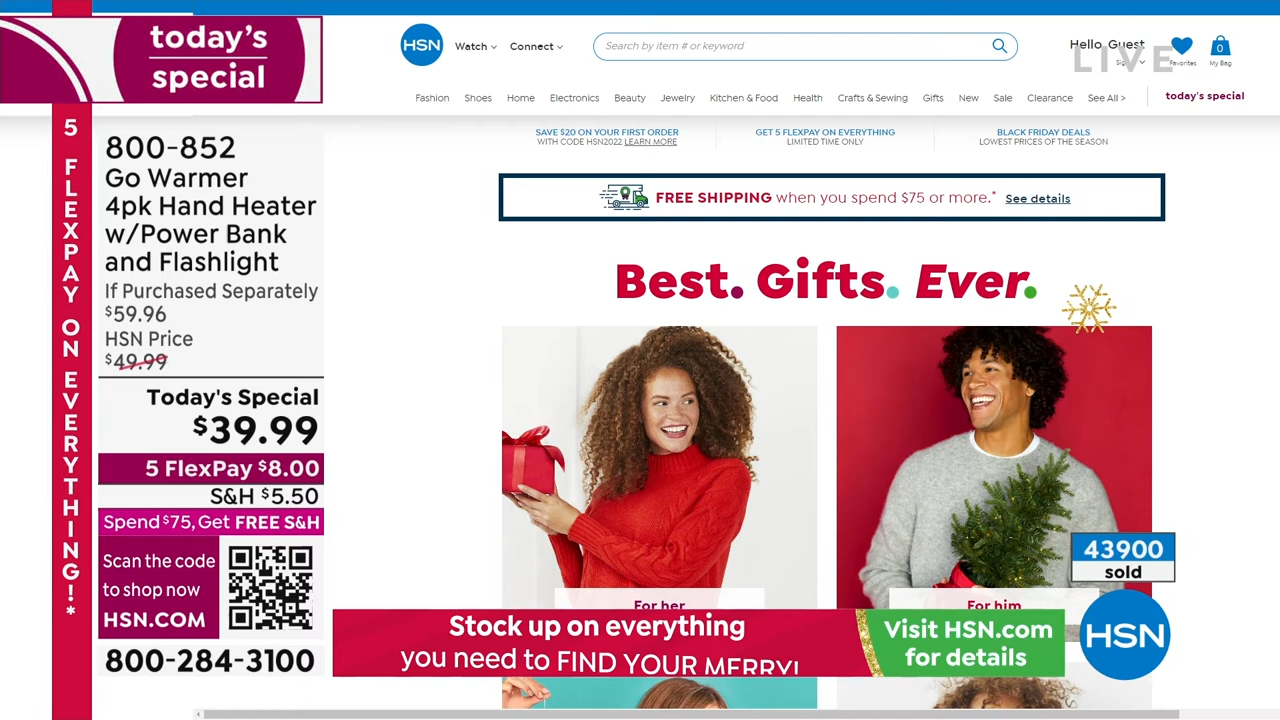 today's
special
5 FLEXPAY ON EVERYTHING!*
800-852
Go Warmer
4pk Hand Heater
w/Power Bank
and Flashlight
If Purchased Separately
$59.96
HSN Price
$49.99
Today's Special
$39.99
5 FlexPay $8.00
S&H $5.50
Spend $75, Get FREE S&H
Scan the code
to shop now
HSN.COM
800-284-3100
HSN
Watch
Connect
Search by item # or keyword
Hello, Guest
LIVE
Favorites
0
My Bag
Fashion Shoes Home Electronics Beauty Jewelry Kitchen & Food Health Crafts & Sewing Gifts New Sale Clearance See All >
today's special
SAVE $20 ON YOUR FIRST ORDER
WITH CODE HSN2022 LEARN MORE
GET 5 FLEXPAY ON EVERYTHING
LIMITED TIME ONLY
BLACK FRIDAY DEALS
LOWEST PRICES OF THE SEASON
FREE SHIPPING when you spend $75 or more.* See details
Best. Gifts. Ever.
For her
For him
43900
sold
Stock up on everything
you need to FIND YOUR MERRY!
Visit HSN.com
for details
HSN